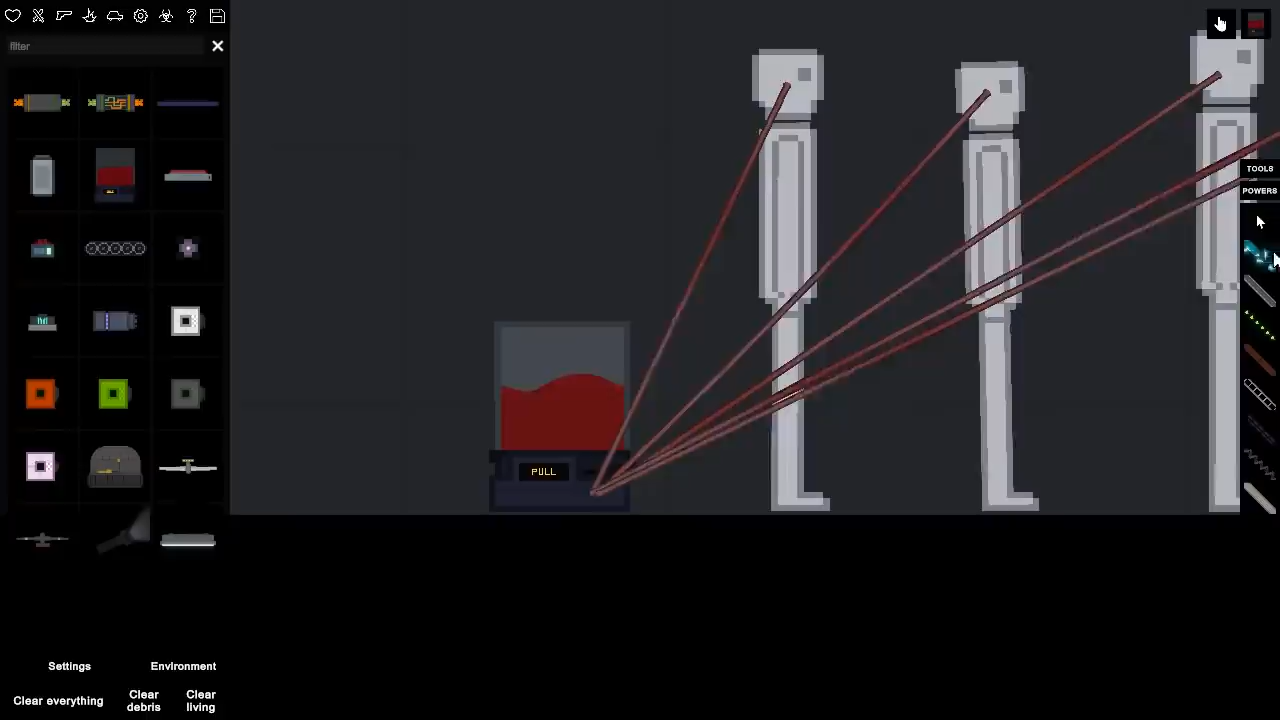 filter
TOOLS
POWERS
PULL
Settings
Environment
Clear everything
Clear debris
Clear living